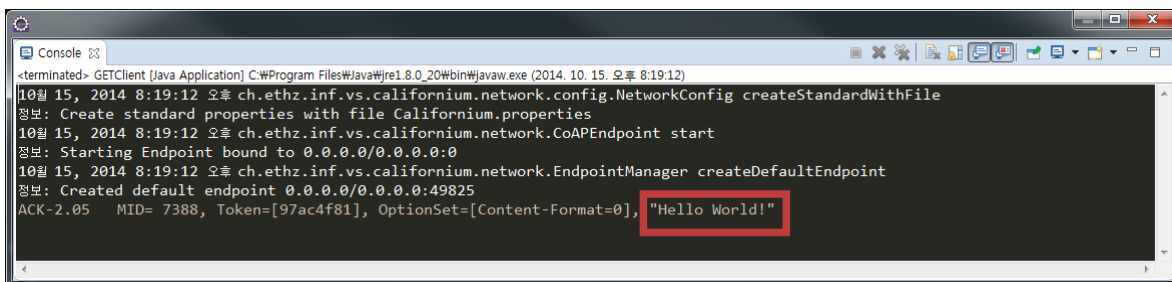 Console
<terminated> GETClient [Java Application] C:₩Program Files₩Java₩jre1.8.0_20₩bin₩javaw.exe (2014. 10. 15. 오후 8:19:12)
10월 15, 2014 8:19:12 오후 ch.ethz.inf.vs.californium.network.config.NetworkConfig createStandardWithFile
정보: Create standard properties with file Californium.properties
10월 15, 2014 8:19:12 오후 ch.ethz.inf.vs.californium.network.CoAPEndpoint start
정보: Starting Endpoint bound to 0.0.0.0/0.0.0.0:0
10월 15, 2014 8:19:12 오후 ch.ethz.inf.vs.californium.network.EndpointManager createDefaultEndpoint
정보: Created default endpoint 0.0.0.0/0.0.0.0:49825
ACK-2.05   MID= 7388, Token=[97ac4f81], OptionSet=[Content-Format=0], "Hello World!"